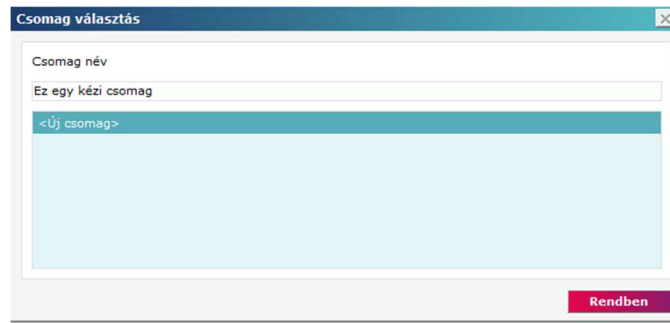 Csomag választás
Csomag név
Ez egy kézi csomag
<Új csomag>
Rendben